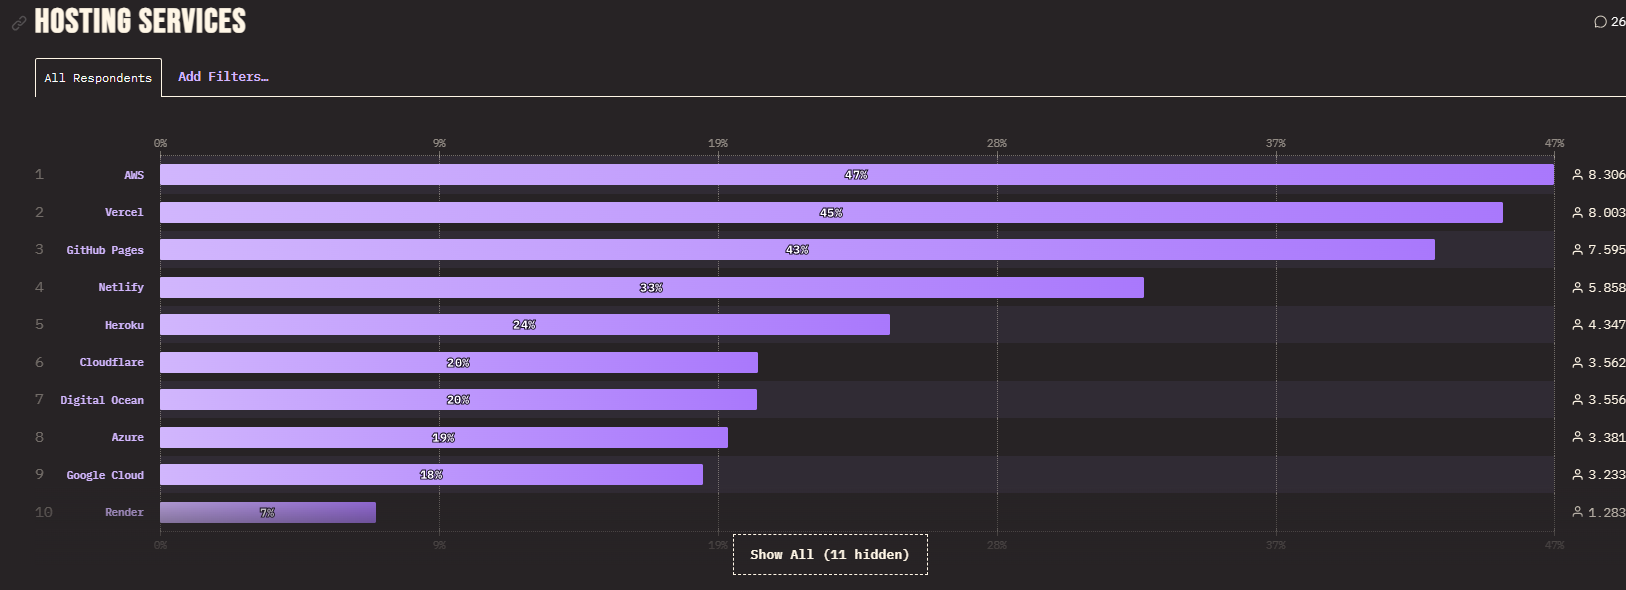 HOSTING SERVICES
26
All Respondents Add Filters…
0% 9% 19% 28% 37% 47%
1 AWS 47% 8.306
2 Vercel 45% 8.003
3 GitHub Pages 43% 7.595
4 Netlify 33% 5.858
5 Heroku 24% 4.347
6 Cloudflare 20% 3.562
7 Digital Ocean 20% 3.556
8 Azure 19% 3.381
9 Google Cloud 18% 3.233
10 Render 7% 1.283
0% 9% 19% 28% 37% 47%
Show All (11 hidden)